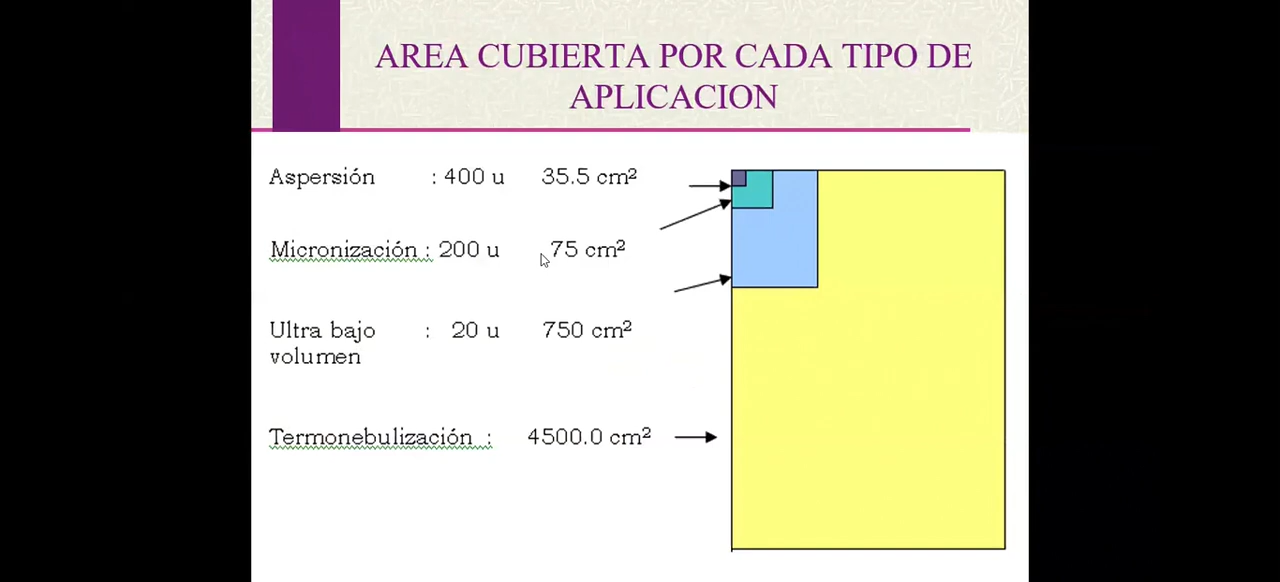 AREA CUBIERTA POR CADA TIPO DE
APLICACION
Aspersión : 400 u 35.5 cm²
Micronización : 200 u 75 cm²
Ultra bajo : 20 u 750 cm²
volumen
Termonebulización : 4500.0 cm²